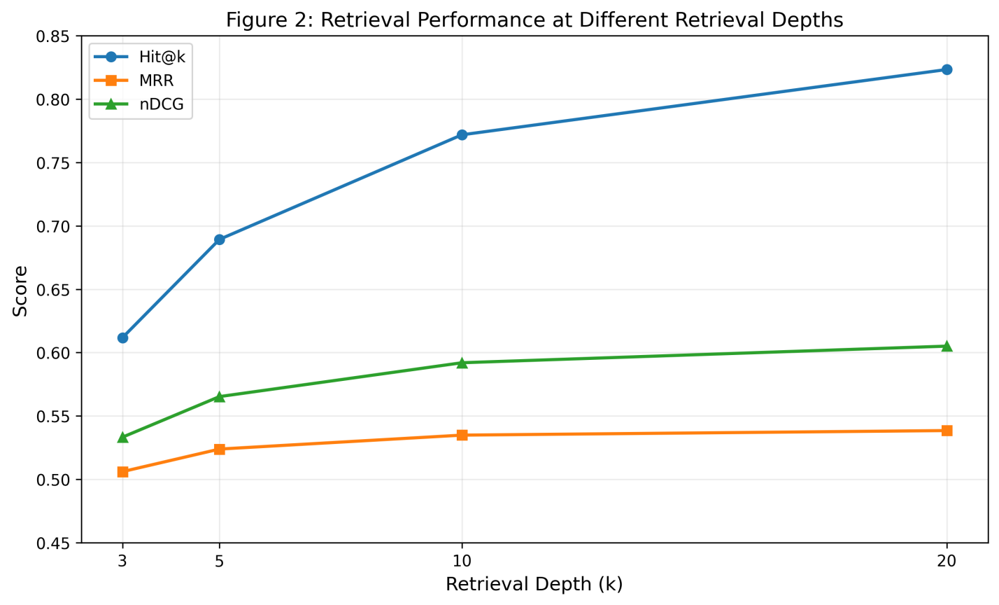 Figure 2: Retrieval Performance at Different Retrieval Depths
Hit@k
MRR
nDCG
0.85
0.80
0.75
0.70
0.65
0.60
0.55
0.50
0.45
Score
3 5 10 20
Retrieval Depth (k)